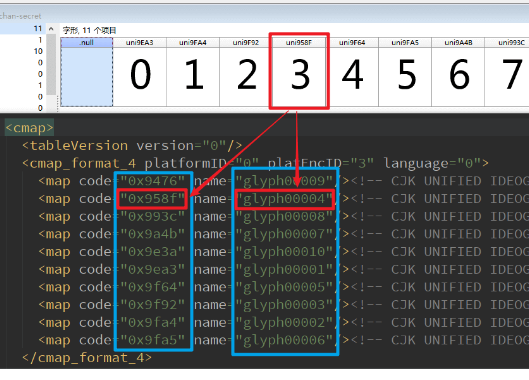 chan-secret
字形, 11 个项目
11
1
10
0
0
1
0
0
.null uni9EA3 uni9FA4 uni9F92 uni958F uni9F64 uni9FA5 uni9A4B uni993C
0 1 2 3 4 5 6 7
<cmap>
<tableVersion version="0"/>
<cmap_format_4 platformID="0" platEncID="3" language="0">
<map code="0x9476" name="glyph00009"/><!-- CJK UNIFIED IDEOG
<map code="0x958f" name="glyph00004"/><!-- CJK UNIFIED IDEOG
<map code="0x993c" name="glyph00008"/><!-- CJK UNIFIED IDEOG
<map code="0x9a4b" name="glyph00007"/><!-- CJK UNIFIED IDEOG
<map code="0x9e3a" name="glyph00010"/><!-- CJK UNIFIED IDEOG
<map code="0x9ea3" name="glyph00001"/><!-- CJK UNIFIED IDEOG
<map code="0x9f64" name="glyph00005"/><!-- CJK UNIFIED IDEOG
<map code="0x9f92" name="glyph00003"/><!-- CJK UNIFIED IDEOG
<map code="0x9fa4" name="glyph00002"/><!-- CJK UNIFIED IDEOG
<map code="0x9fa5" name="glyph00006"/><!-- CJK UNIFIED IDEOG
</cmap_format_4>